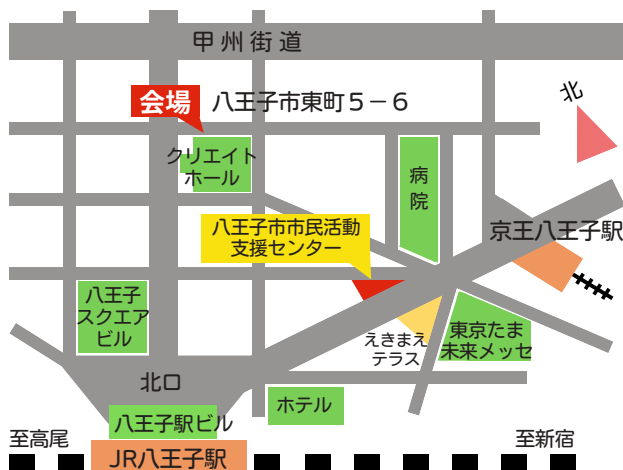 甲州街道
会場
八王子市東町5－6
北
クリエイト
ホール
病
院
京王八王子駅
八王子市市民活動
支援センター
八王子
スクエア
ビル
えきまえ
テラス
東京たま
未来メッセ
北口
ホテル
八王子駅ビル
至高尾
至新宿
JR八王子駅